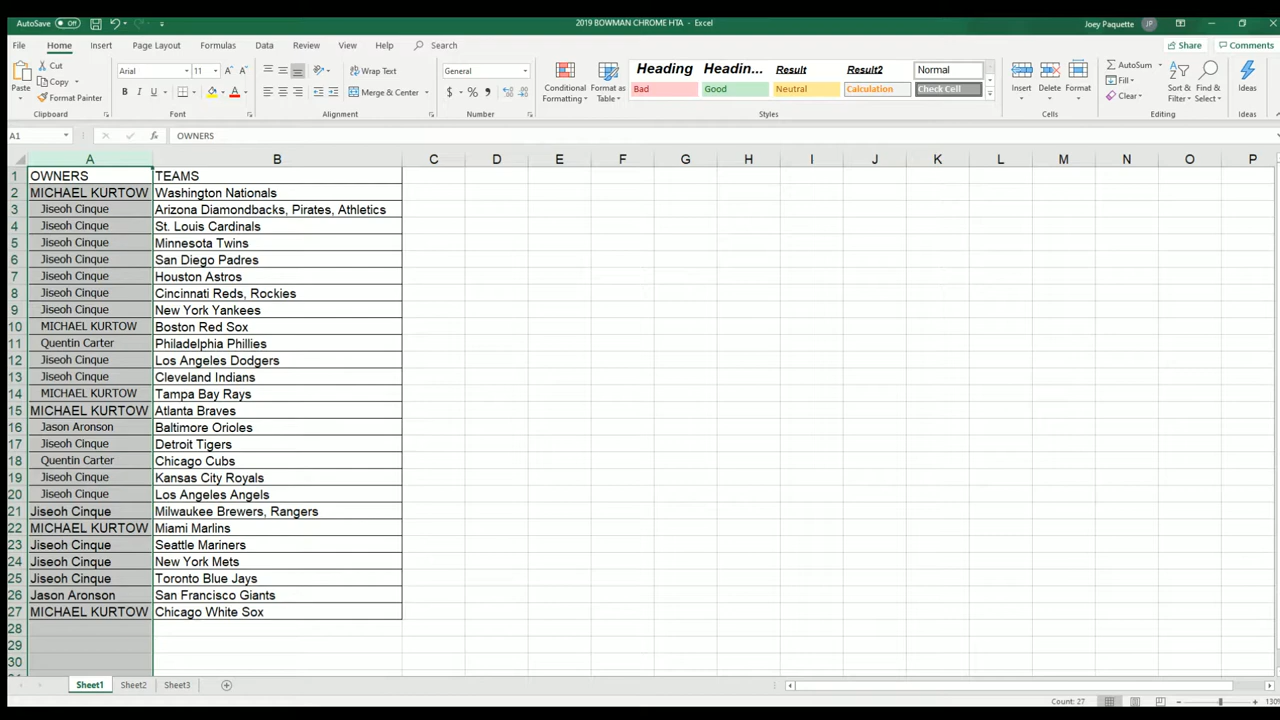 AutoSave Off 2019 BOWMAN CHROME HTA - Excel Joey Paquette JP
File Home Insert Page Layout Formulas Data Review View Help Search Share Comments
Paste Cut Copy Format Painter Clipboard
Arial 11 A A B I U A Font
Wrap Text Merge & Center Alignment
General $ % Number
Conditional Formatting Format as Table
Heading Headin... Result Result2 Normal
Bad Good Neutral Calculation Check Cell
Styles
Insert Delete Format Cells
AutoSum Fill Clear Sort & Filter Find & Select Editing
Ideas Ideas
A1 fx OWNERS
A B C D E F G H I J K L M N O P
1 OWNERS TEAMS
2 MICHAEL KURTOW Washington Nationals
3 Jiseoh Cinque Arizona Diamondbacks, Pirates, Athletics
4 Jiseoh Cinque St. Louis Cardinals
5 Jiseoh Cinque Minnesota Twins
6 Jiseoh Cinque San Diego Padres
7 Jiseoh Cinque Houston Astros
8 Jiseoh Cinque Cincinnati Reds, Rockies
9 Jiseoh Cinque New York Yankees
10 MICHAEL KURTOW Boston Red Sox
11 Quentin Carter Philadelphia Phillies
12 Jiseoh Cinque Los Angeles Dodgers
13 Jiseoh Cinque Cleveland Indians
14 MICHAEL KURTOW Tampa Bay Rays
15 MICHAEL KURTOW Atlanta Braves
16 Jason Aronson Baltimore Orioles
17 Jiseoh Cinque Detroit Tigers
18 Quentin Carter Chicago Cubs
19 Jiseoh Cinque Kansas City Royals
20 Jiseoh Cinque Los Angeles Angels
21 Jiseoh Cinque Milwaukee Brewers, Rangers
22 MICHAEL KURTOW Miami Marlins
23 Jiseoh Cinque Seattle Mariners
24 Jiseoh Cinque New York Mets
25 Jiseoh Cinque Toronto Blue Jays
26 Jason Aronson San Francisco Giants
27 MICHAEL KURTOW Chicago White Sox
28
29
30
Sheet1 Sheet2 Sheet3
Count: 27